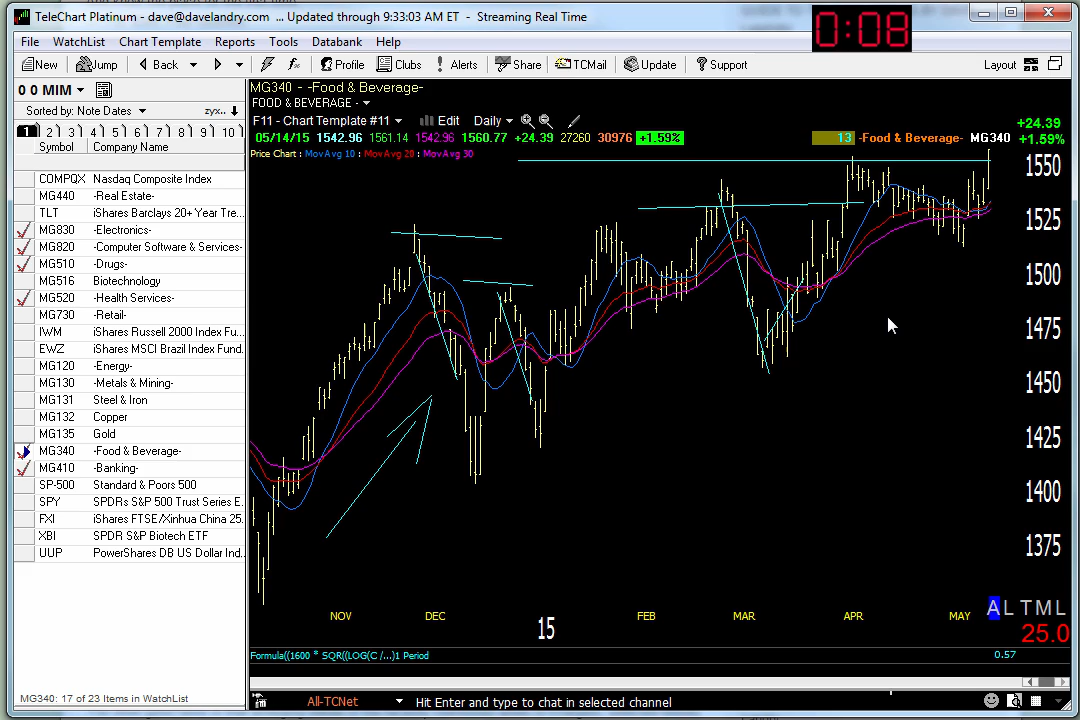 TeleChart Platinum - dave@davelandry.com ... Updated through 9:33:03 AM ET - Streaming Real Time
0:08
File WatchList Chart Template Reports Tools Databank Help
New Jump Back Profile Clubs Alerts Share TCMail Update Support Layout
0 0 MIM
Sorted by: Note Dates zyx..
1 2 3 4 5 6 7 8 9 10
Symbol Company Name
COMPQX Nasdaq Composite Index
MG440 -Real Estate-
TLT iShares Barclays 20+ Year Tre...
MG830 -Electronics-
MG820 -Computer Software & Services-
MG510 -Drugs-
MG516 Biotechnology
MG520 -Health Services-
MG730 -Retail-
IWM iShares Russell 2000 Index Fu...
EWZ iShares MSCI Brazil Index Fund.
MG120 -Energy-
MG130 -Metals & Mining-
MG131 Steel & Iron
MG132 Copper
MG135 Gold
MG340 -Food & Beverage-
MG410 -Banking-
SP-500 Standard & Poors 500
SPY SPDRs S&P 500 Trust Series E.
FXI iShares FTSE/Xinhua China 25.
XBI SPDR S&P Biotech ETF
UUP PowerShares DB US Dollar Ind..
MG340: 17 of 23 Items in WatchList
MG340 - -Food & Beverage-
FOOD & BEVERAGE -
F11 - Chart Template #11 Edit Daily
05/14/15 1542.96 1561.14 1542.96 1560.77 +24.39 27260 30976 +1.59%
13 -Food & Beverage- MG340
+24.39
+1.59%
Price Chart : MovAvg 10 : MovAvg 20 : MovAvg 30
1550
1525
1500
1475
1450
1425
1400
1375
NOV DEC 15 FEB MAR APR MAY
A L T M L
25.0
Formula((1600 * SQR((LOG(C /...)1 Period
0.57
All-TCNet Hit Enter and type to chat in selected channel